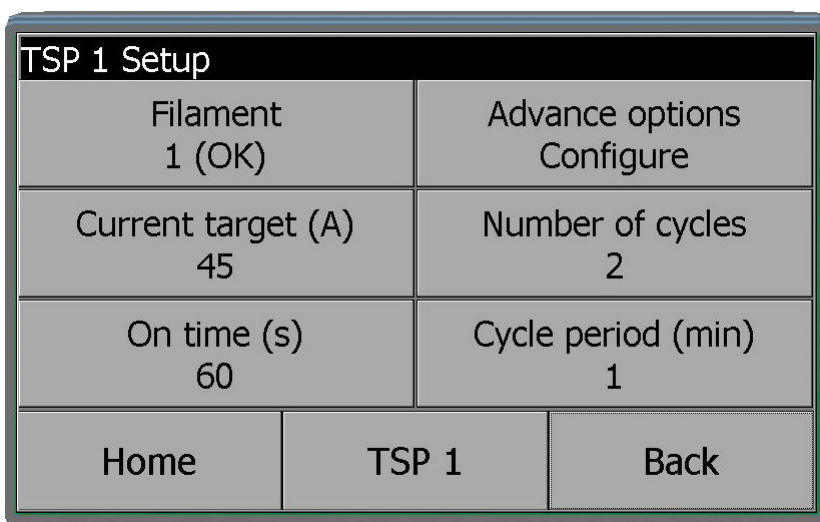 TSP 1 Setup
Filament
1 (OK)
Advance options
Configure
Current target (A)
45
Number of cycles
2
On time (s)
60
Cycle period (min)
1
Home
TSP 1
Back